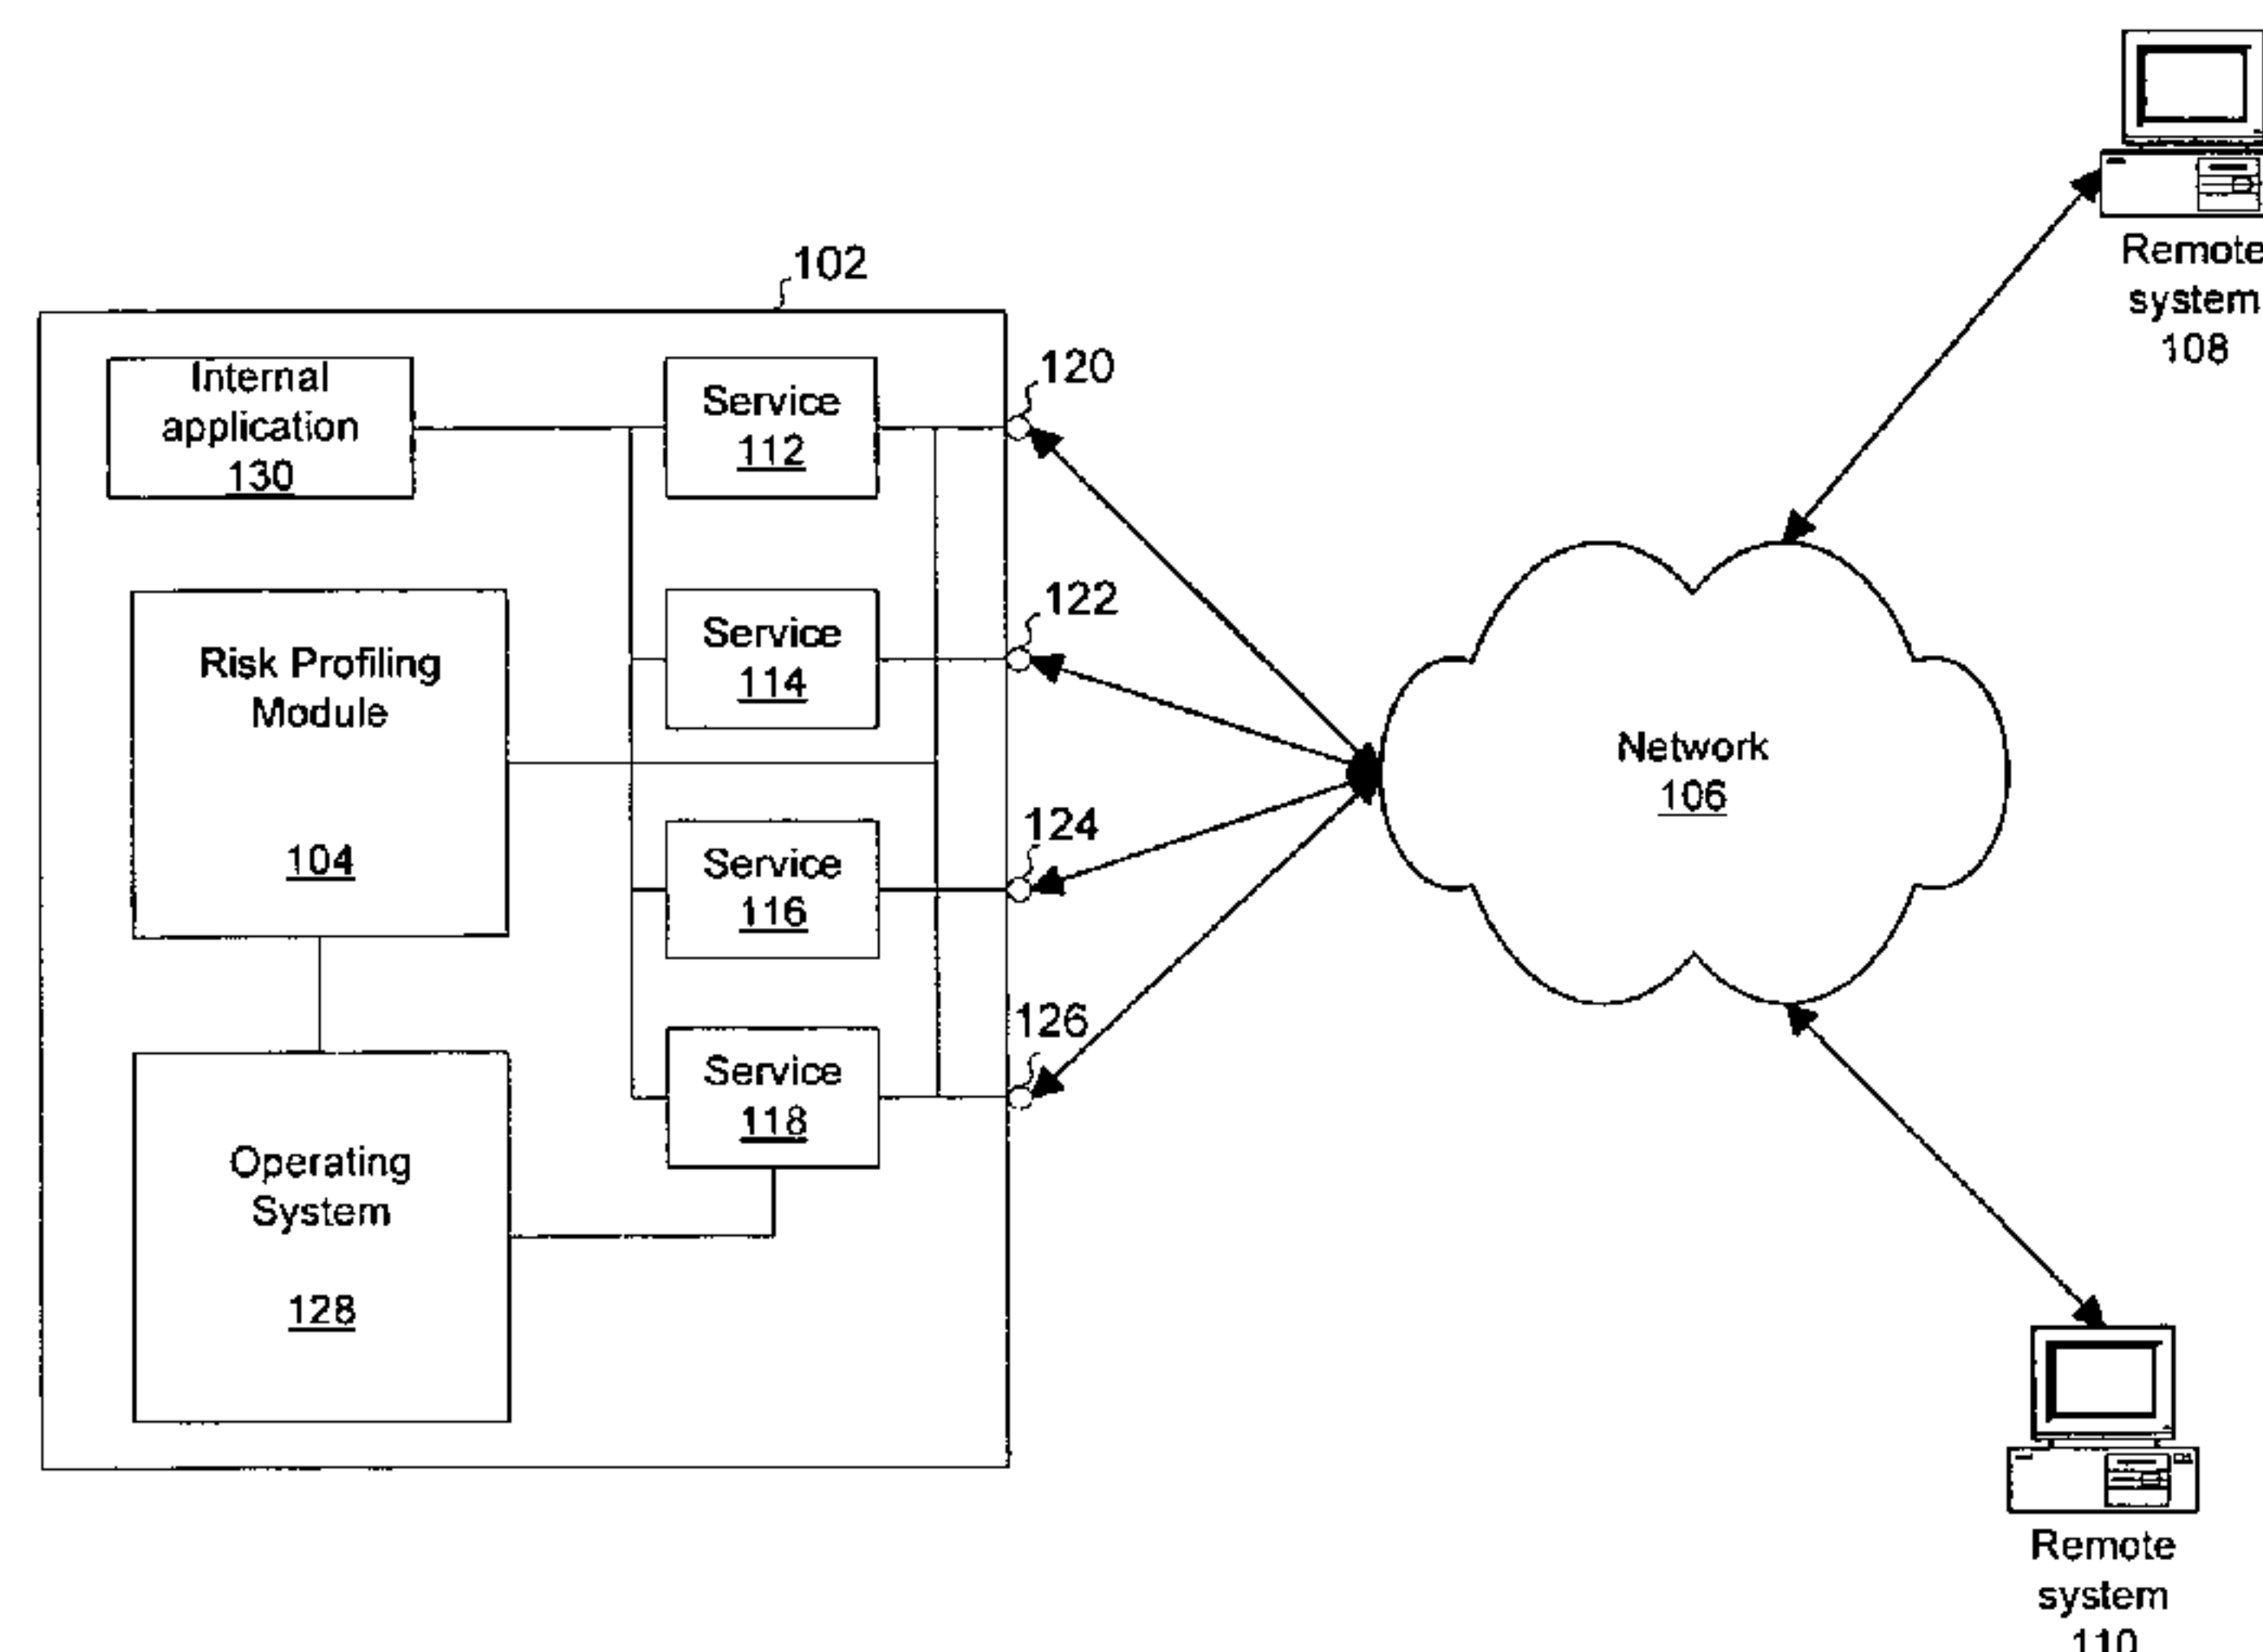 102
Internal
application
130
Service
112
120
Remote
system
108
Risk Profiling
Module
104
Service
114
122
Network
106
Service
116
124
Service
118
126
Operating
System
128
Remote
system
110